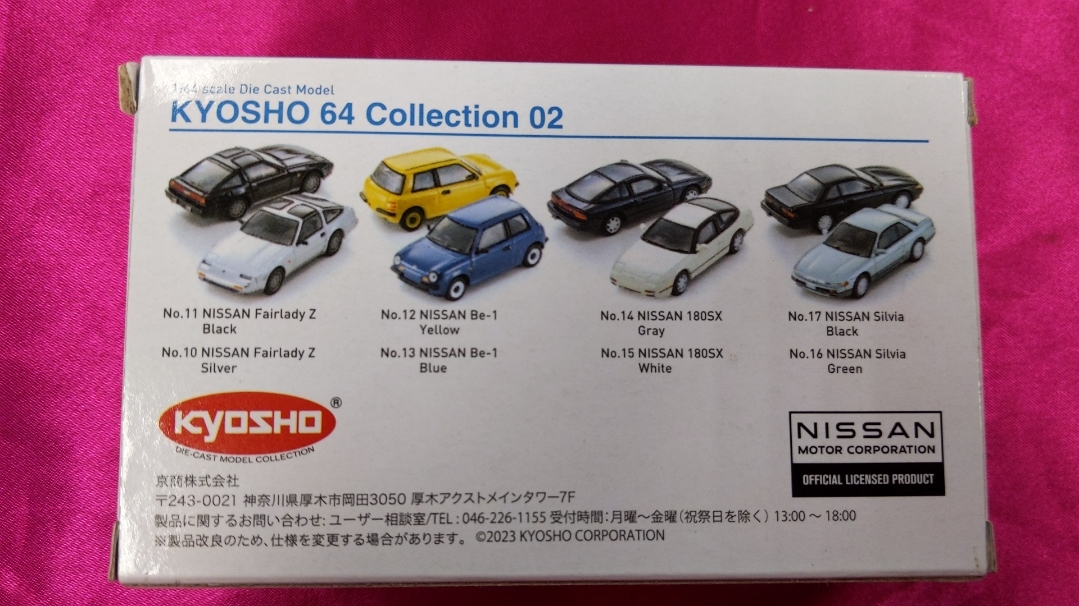 1:64 scale Die Cast Model
KYOSHO 64 Collection 02
No.11 NISSAN Fairlady Z
Black
No.10 NISSAN Fairlady Z
Silver
No.12 NISSAN Be-1
Yellow
No.13 NISSAN Be-1
Blue
No.14 NISSAN 180SX
Gray
No.15 NISSAN 180SX
White
No.17 NISSAN Silvia
Black
No.16 NISSAN Silvia
Green
KYOSHO ®
DIE-CAST MODEL COLLECTION
NISSAN
MOTOR CORPORATION
OFFICIAL LICENSED PRODUCT
京商株式会社
〒243-0021 神奈川県厚木市岡田3050 厚木アクストメインタワー7F
製品に関するお問い合わせ: ユーザー相談室/TEL : 046-226-1155 受付時間:月曜〜金曜(祝祭日を除く) 13:00 〜 18:00
※製品改良のため、仕様を変更する場合があります。 ©2023 KYOSHO CORPORATION